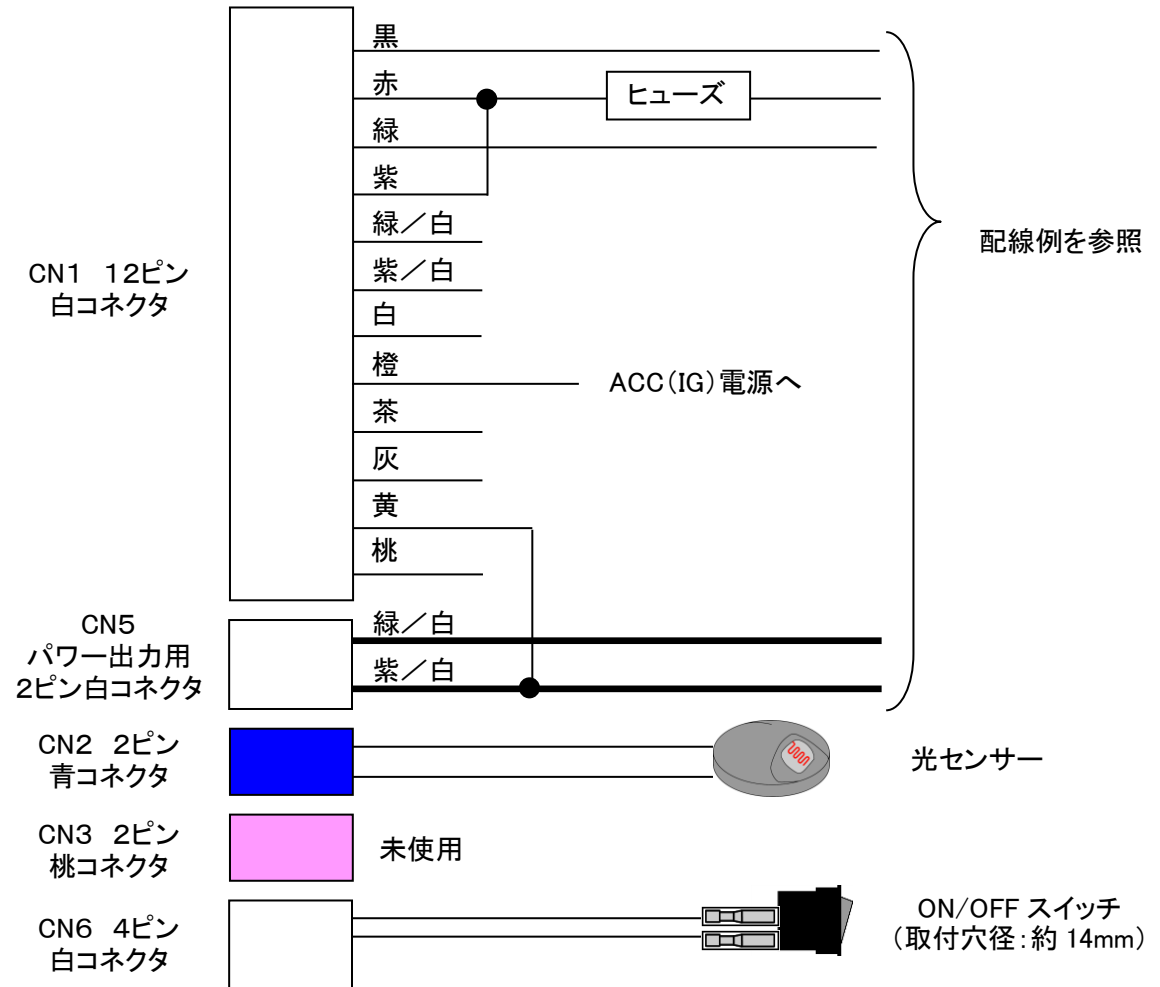 黒
赤
ヒューズ
緑
紫
緑／白
紫／白
白
橙
ACC(IG)電源へ
茶
灰
黄
桃
CN1　12ピン
白コネクタ
配線例を参照
CN5
パワー出力用
2ピン白コネクタ
緑／白
紫／白
CN2　2ピン
青コネクタ
光センサー
CN3　2ピン
桃コネクタ
未使用
CN6　4ピン
白コネクタ
ON/OFF スイッチ
（取付穴径：約 14mm）